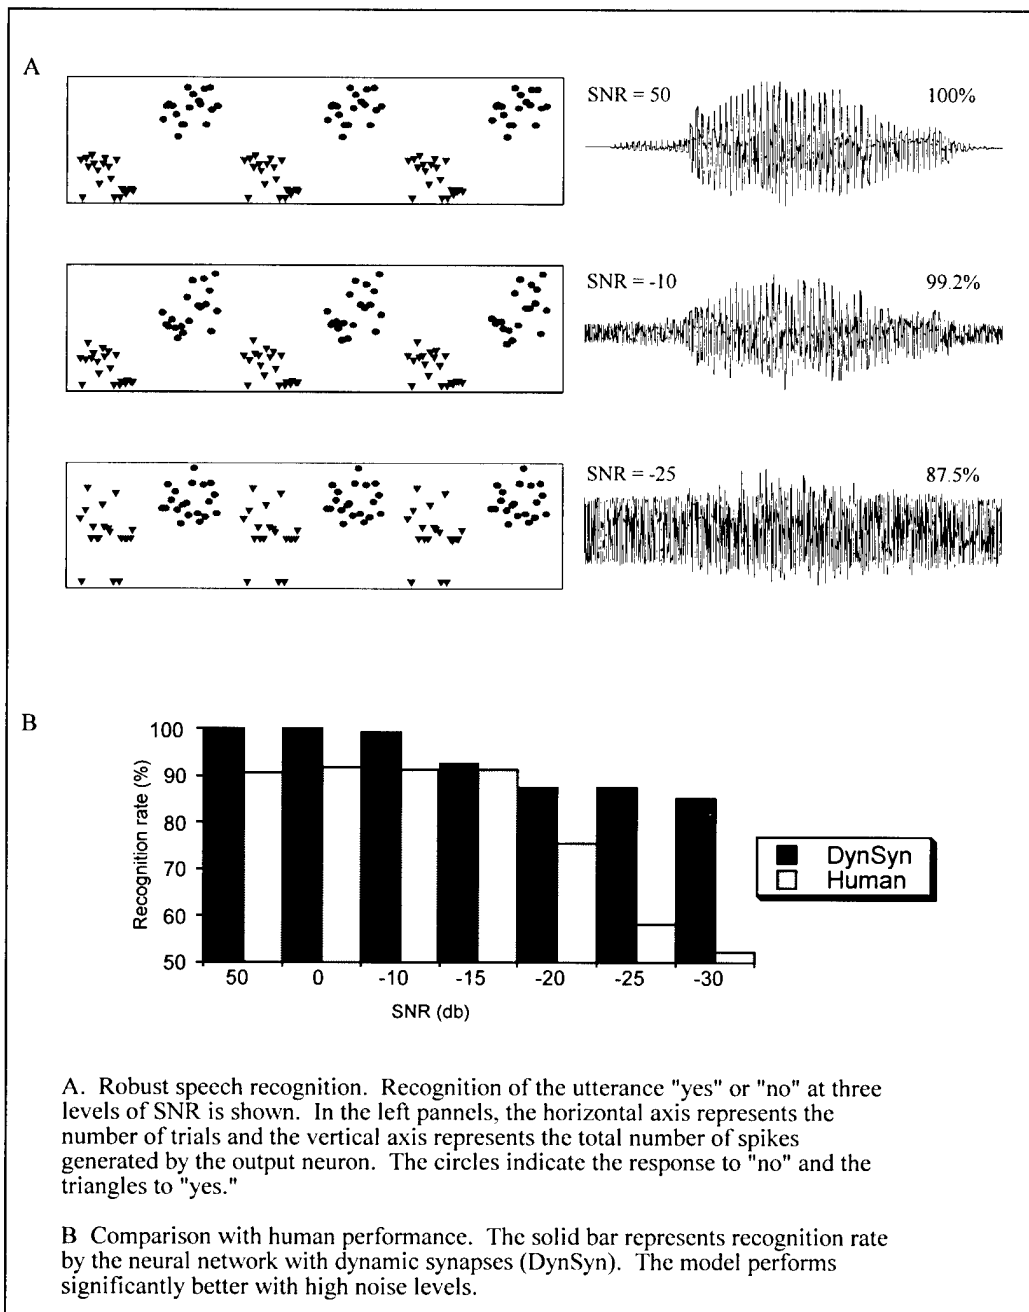 A
SNR = 50 100%
SNR = -10 99.2%
SNR = -25 87.5%
B
100
90
80
70
60
50
Recognition rate (%)
50 0 -10 -15 -20 -25 -30
SNR (db)
DynSyn
Human
A. Robust speech recognition. Recognition of the utterance "yes" or "no" at three
levels of SNR is shown. In the left pannels, the horizontal axis represents the
number of trials and the vertical axis represents the total number of spikes
generated by the output neuron. The circles indicate the response to "no" and the
triangles to "yes."
B Comparison with human performance. The solid bar represents recognition rate
by the neural network with dynamic synapses (DynSyn). The model performs
significantly better with high noise levels.